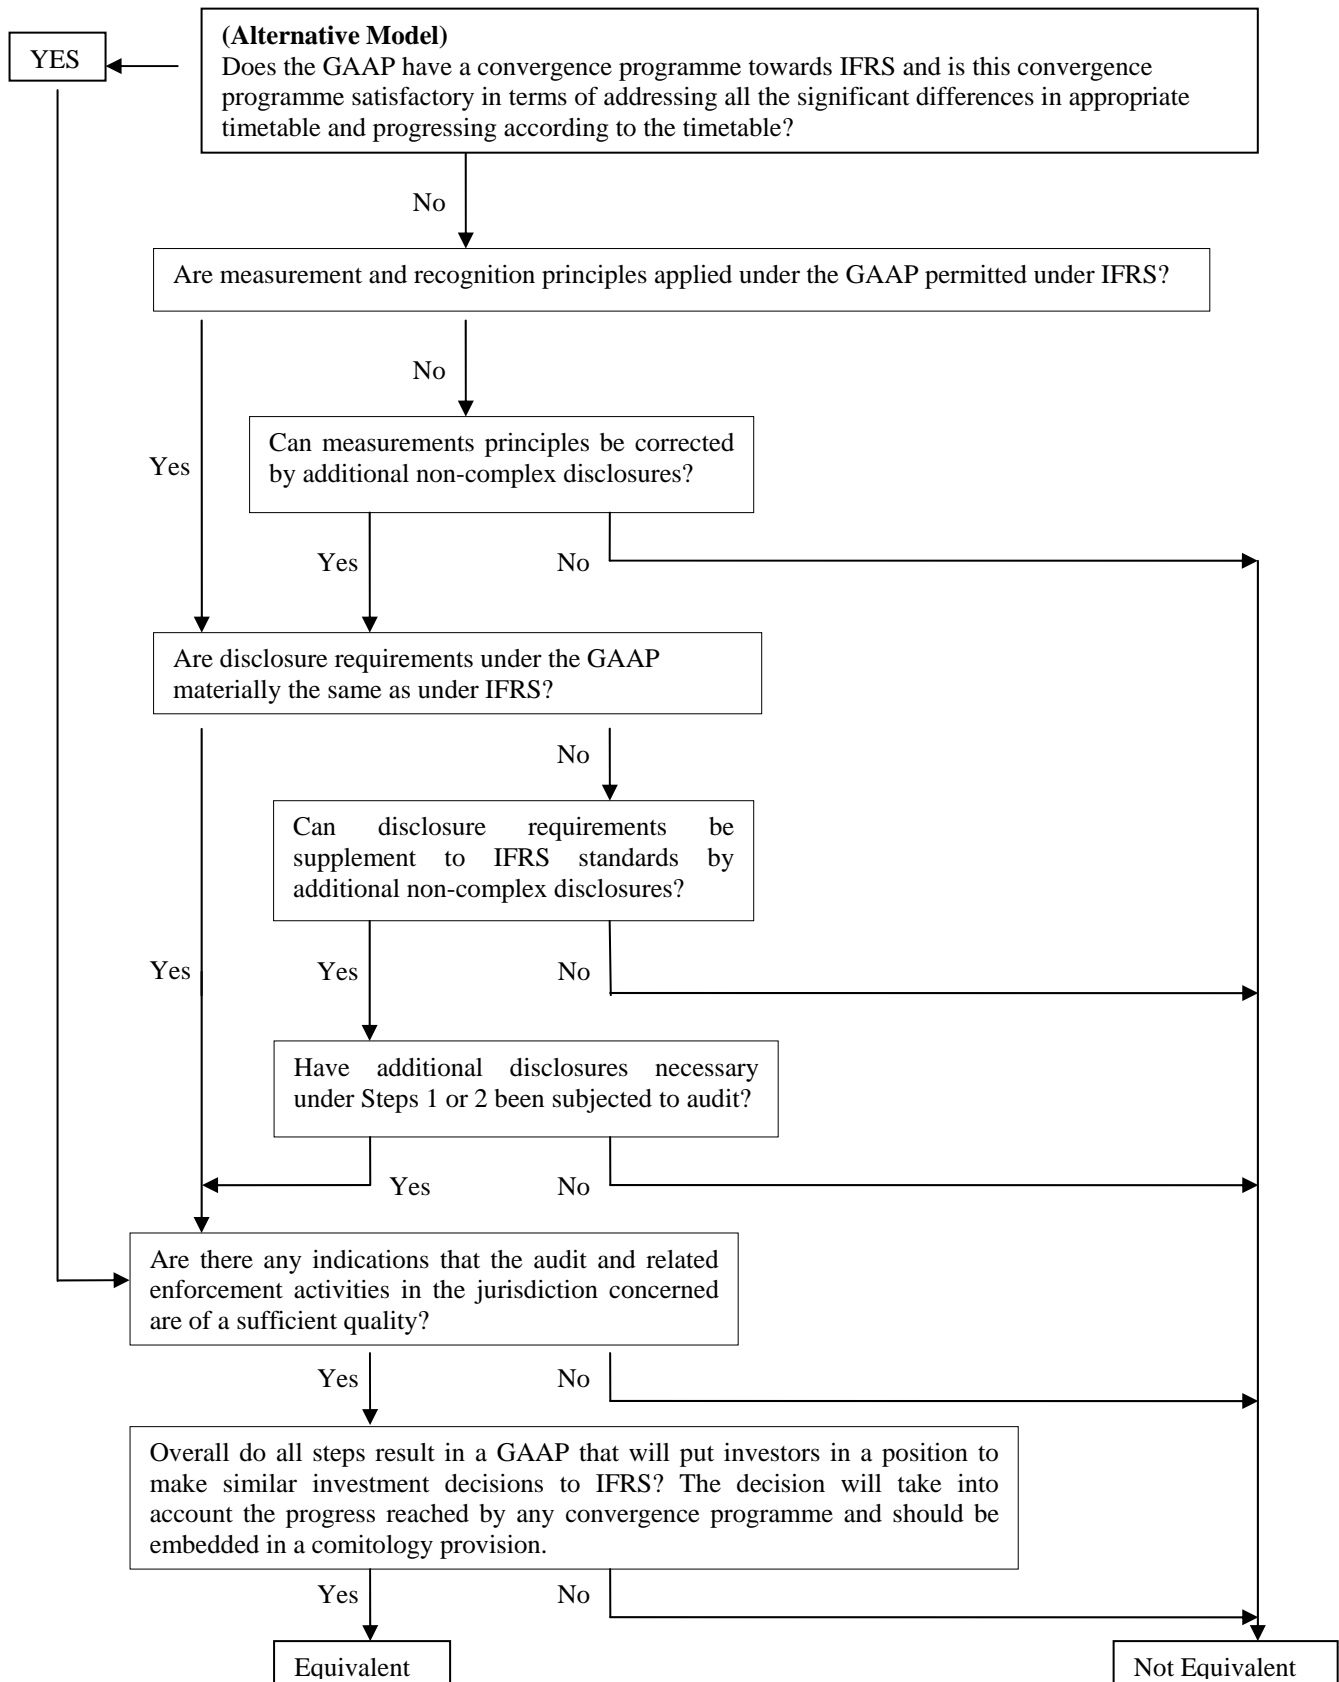 YES
(Alternative Model)
Does the GAAP have a convergence programme towards IFRS and is this convergence
programme satisfactory in terms of addressing all the significant differences in appropriate
timetable and progressing according to the timetable?
No
Are measurement and recognition principles applied under the GAAP permitted under IFRS?
No
Can measurements principles be corrected
by additional non-complex disclosures?
Yes
Yes
No
Are disclosure requirements under the GAAP
materially the same as under IFRS?
No
Can disclosure requirements be
supplement to IFRS standards by
additional non-complex disclosures?
Yes
Yes
No
Have additional disclosures necessary
under Steps 1 or 2 been subjected to audit?
Yes
No
Are there any indications that the audit and related
enforcement activities in the jurisdiction concerned
are of a sufficient quality?
Yes
No
Overall do all steps result in a GAAP that will put investors in a position to
make similar investment decisions to IFRS? The decision will take into
account the progress reached by any convergence programme and should be
embedded in a comitology provision.
Yes
No
Equivalent
Not Equivalent